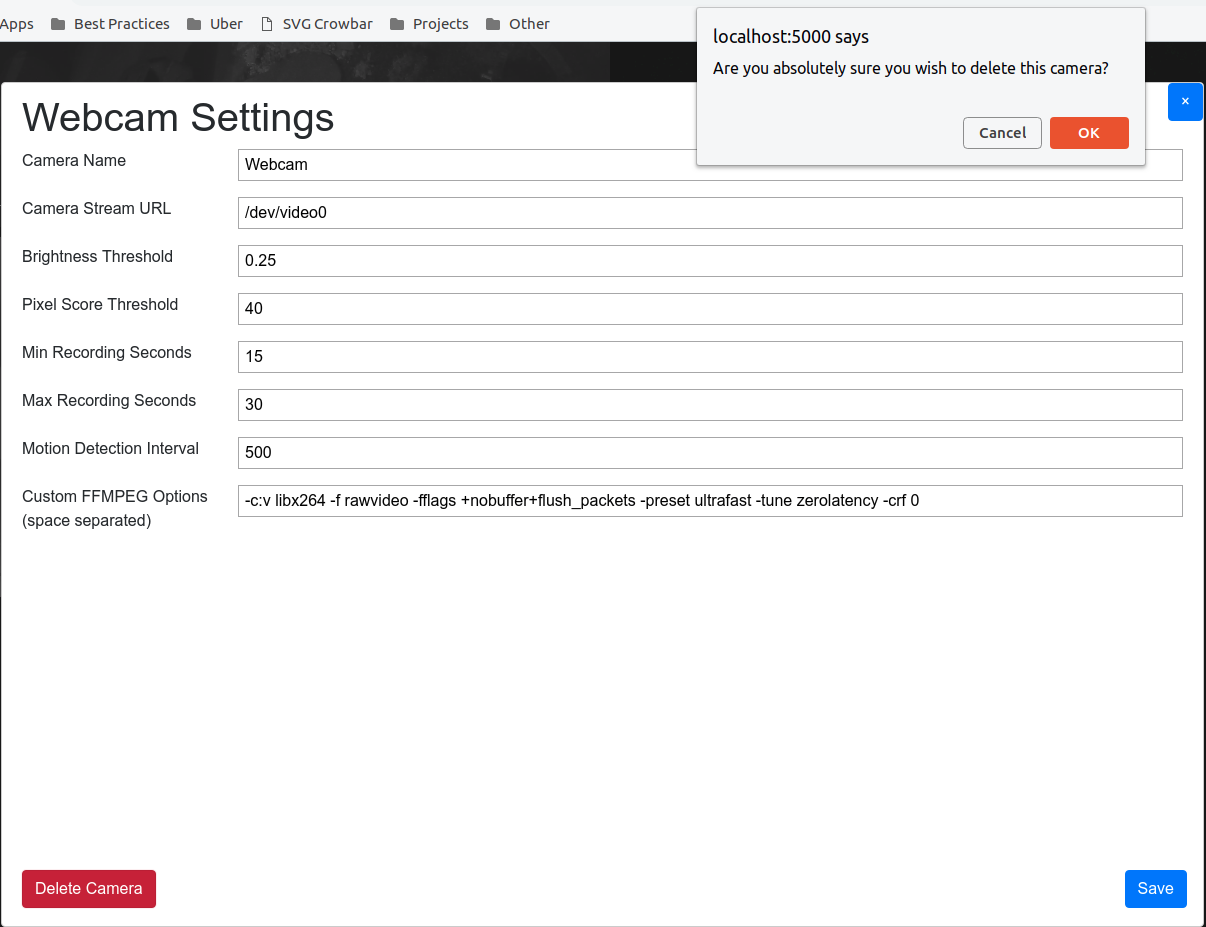 Apps Best Practices Uber SVG Crowbar Projects Other
localhost:5000 says
Are you absolutely sure you wish to delete this camera?
Cancel OK
×
Webcam Settings
Camera Name Webcam
Camera Stream URL /dev/video0
Brightness Threshold 0.25
Pixel Score Threshold 40
Min Recording Seconds 15
Max Recording Seconds 30
Motion Detection Interval 500
Custom FFMPEG Options -c:v libx264 -f rawvideo -fflags +nobuffer+flush_packets -preset ultrafast -tune zerolatency -crf 0
(space separated)
Delete Camera Save